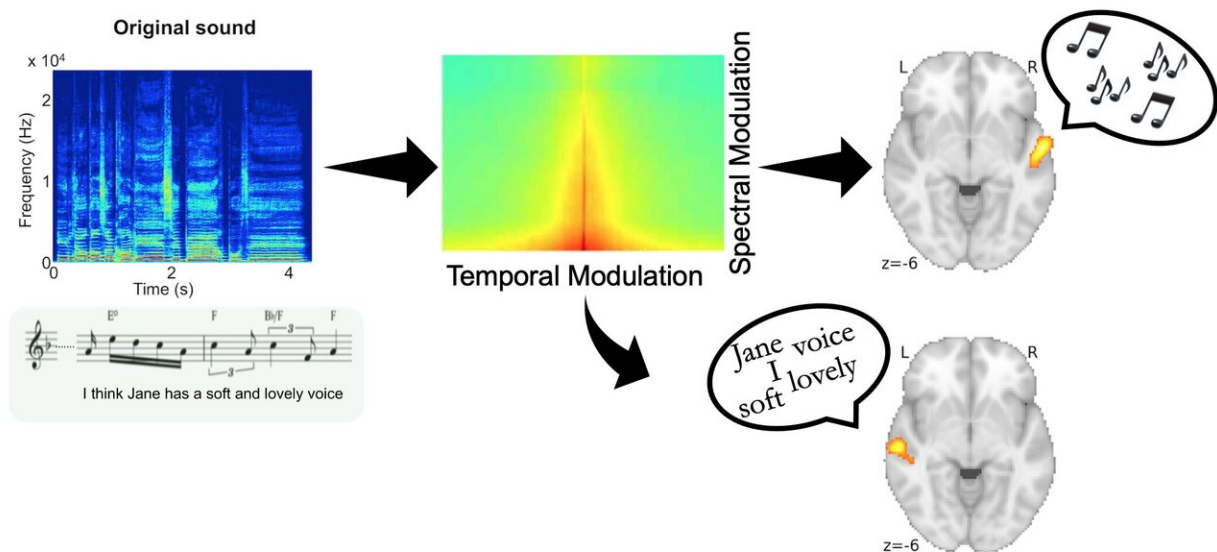 Original sound
x 10⁴
Frequency (Hz)
2
1
0
0
2
4
Time (s)
E⁰
F
B♭/F
F
3
3
I think Jane has a soft and lovely voice
Temporal Modulation
Spectral Modulation
L
R
z=-6
Jane voice
I
soft lovely
L
R
z=-6